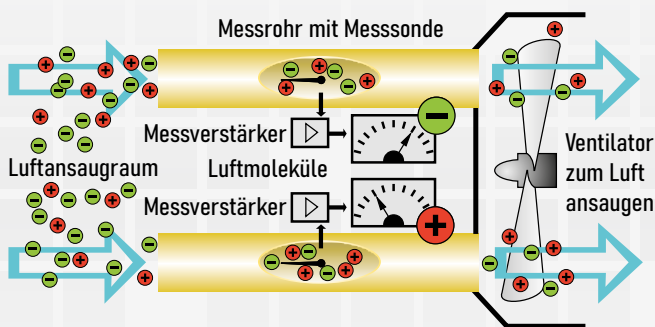 Messrohr mit Messsonde
Messverstärker
Luftansaugraum
Luftmoleküle
Messverstärker
Ventilator
zum Luft
ansaugen